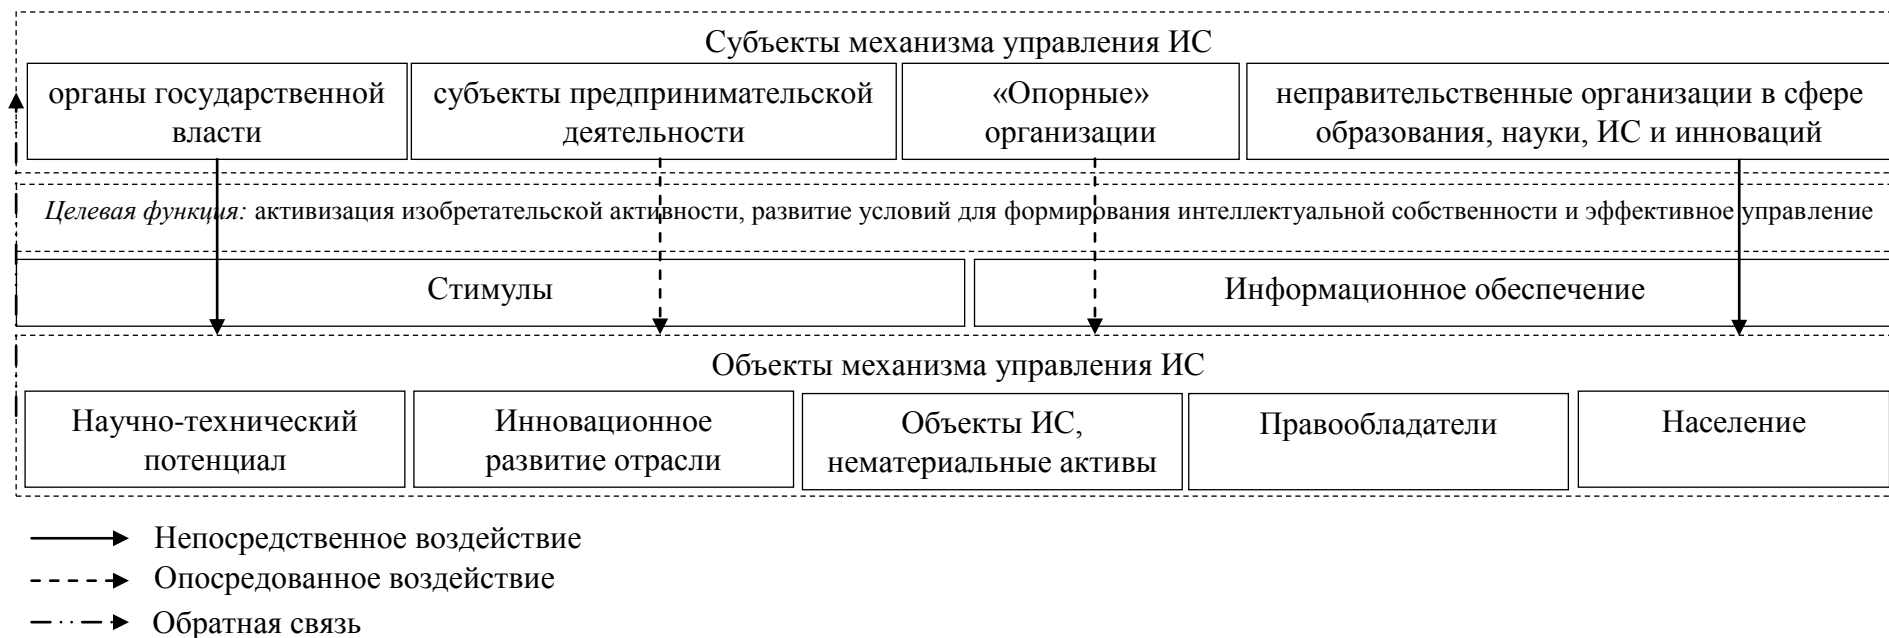 Субъекты механизма управления ИС
органы государственной
власти
субъекты предпринимательской
деятельности
«Опорные»
организации
неправительственные организации в сфере
образования, науки, ИС и инноваций
Целевая функция: активизация изобретательской активности, развитие условий для формирования интеллектуальной собственности и эффективное управление
Стимулы
Информационное обеспечение
Объекты механизма управления ИС
Научно-технический
потенциал
Инновационное
развитие отрасли
Объекты ИС,
нематериальные активы
Правообладатели
Население
Непосредственное воздействие
Опосредованное воздействие
Обратная связь